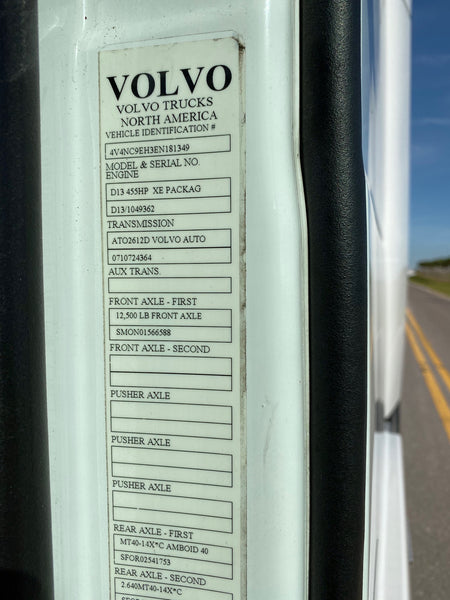 VOLVO
VOLVO TRUCKS
NORTH AMERICA
VEHICLE IDENTIFICATION #
4V4NC9EH3EN181349
MODEL & SERIAL NO.
ENGINE
D13 455HP XE PACKAG
D13/1049362
TRANSMISSION
ATO2612D VOLVO AUTO
0710724364
AUX TRANS.
FRONT AXLE - FIRST
12,500 LB FRONT AXLE
SMON01566588
FRONT AXLE - SECOND
PUSHER AXLE
PUSHER AXLE
PUSHER AXLE
REAR AXLE - FIRST
MT40-14X*C AMBOID 40
SFOR02541753
REAR AXLE - SECOND
2.640MT40-14X*C